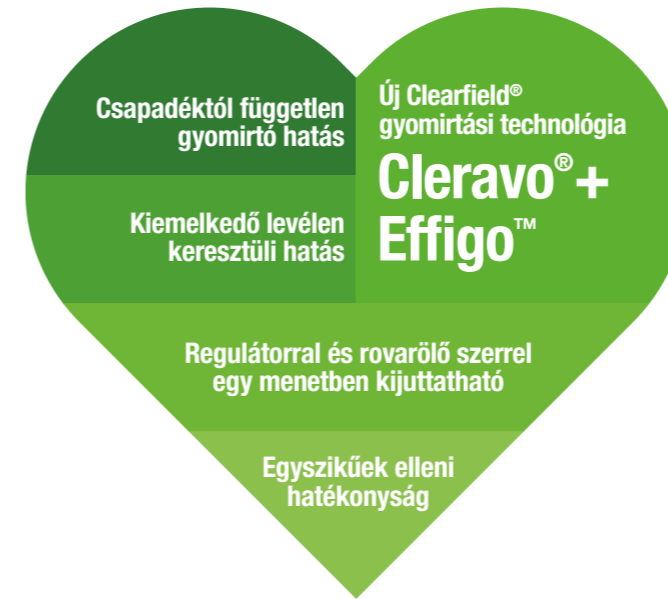 Csapadéktól független
gyomirtó hatás
Új Clearfield®
gyomirtási technológia
Cleravo®+
Effigo™
Kiemelkedő levélen
keresztüli hatás
Regulátorral és rovarölő szerrel
egy menetben kijuttatható
Egyszikűek elleni
hatékonyság